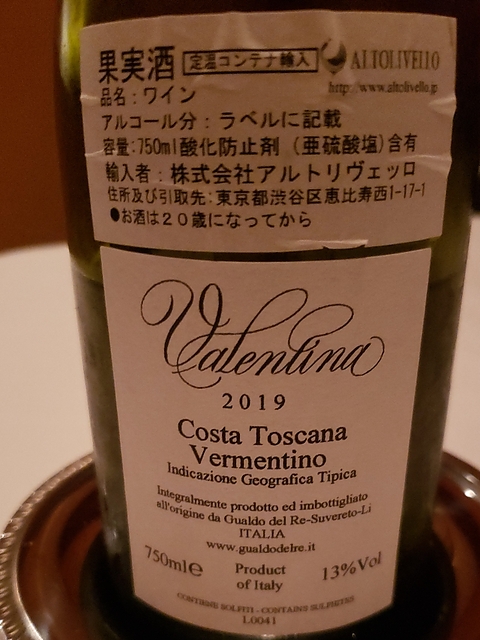 果実酒 定温コンテナ輸入 ALTOLIVELLO
http://www.altolivello.jp
品名:ワイン
アルコール分:ラベルに記載
容量:750ml酸化防止剤(亜硫酸塩)含有
輸入者:株式会社アルトリヴェッロ
住所及び引取先:東京都渋谷区恵比寿西1-17-1
●お酒は20歳になってから
Valentina
2019
Costa Toscana
Vermentino
Indicazione Geografica Tipica
Integralmente prodotto ed imbottigliato
all'origine da Gualdo del Re-Suvereto-Li
ITALIA
www.gualdodelre.it
750ml℮ Product of Italy 13%Vol
CONTIENE SOLFITI - CONTAINS SULPHITES
L0041